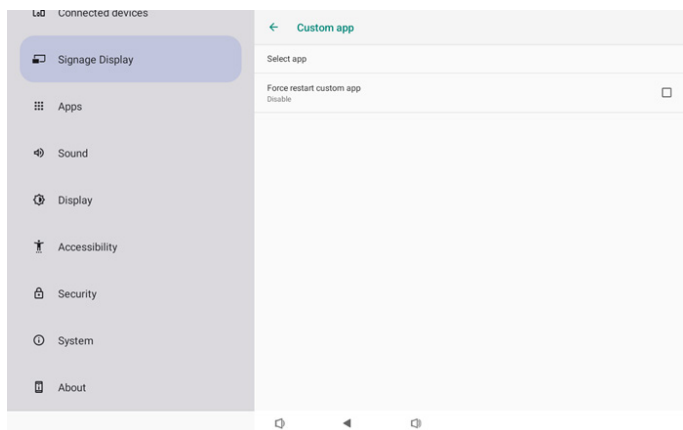 Connected devices
Signage Display
Apps
Sound
Display
Accessibility
Security
System
About
Custom app
Select app
Force restart custom app
Disable